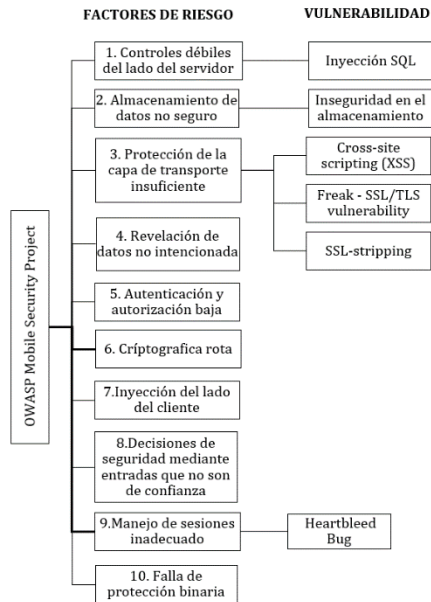 FACTORES DE RIESGO
VULNERABILIDAD
1. Controles débiles
del lado del servidor
Inyección SQL
2. Almacenamiento de
datos no seguro
Inseguridad en el
almacenamiento
3. Protección de la
capa de transporte
insuficiente
Cross-site
scripting (XSS)
Freak - SSL/TLS
vulnerability
SSL-stripping
4. Revelación de
datos no intencionada
OWASP Mobile Security Project
5. Autenticación y
autorización baja
6. Críptografica rota
7.Inyección del lado
del cliente
8.Decisiones de
seguridad mediante
entradas que no son
de confianza
9.Manejo de sesiones
inadecuado
Heartbleed
Bug
10. Falla de
protección binaria